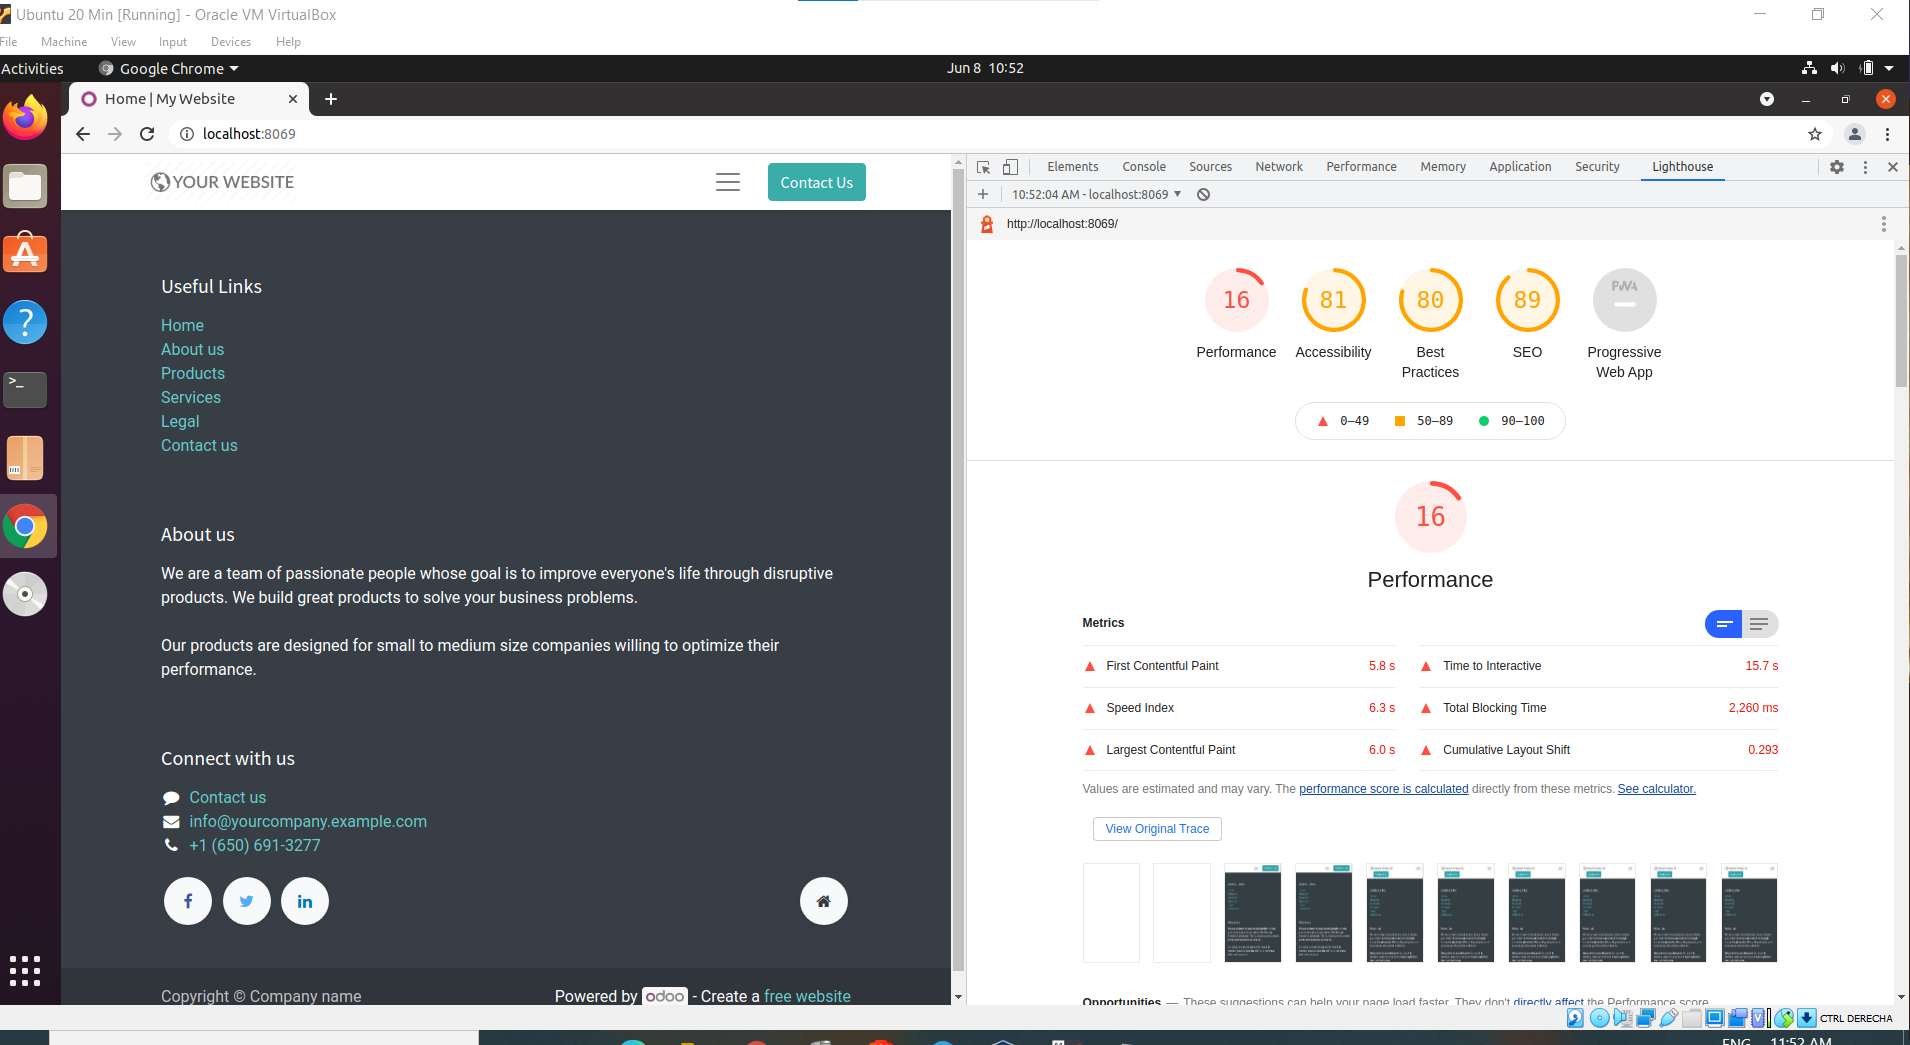 Ubuntu 20 Min [Running] - Oracle VM VirtualBox
File Machine View Input Devices Help
Activities Google Chrome Jun 8 10:52
Home | My Website
localhost:8069
YOUR WEBSITE
Contact Us
Useful Links
Home
About us
Products
Services
Legal
Contact us
About us
We are a team of passionate people whose goal is to improve everyone's life through disruptive
products. We build great products to solve your business problems.
Our products are designed for small to medium size companies willing to optimize their
performance.
Connect with us
Contact us
info@yourcompany.example.com
+1 (650) 691-3277
Copyright © Company name
Powered by odoo - Create a free website
Elements Console Sources Network Performance Memory Application Security Lighthouse
10:52:04 AM - localhost:8069
http://localhost:8069/
16 81 80 89 PWA
Performance Accessibility Best Practices SEO Progressive Web App
0–49 50–89 90–100
16
Performance
Metrics
First Contentful Paint 5.8 s
Time to Interactive 15.7 s
Speed Index 6.3 s
Total Blocking Time 2,260 ms
Largest Contentful Paint 6.0 s
Cumulative Layout Shift 0.293
Values are estimated and may vary. The performance score is calculated directly from these metrics. See calculator.
View Original Trace
Opportunities — These suggestions can help your page load faster. They don't directly affect the Performance score.
CTRL DERECHA
ENG 11:52 AM